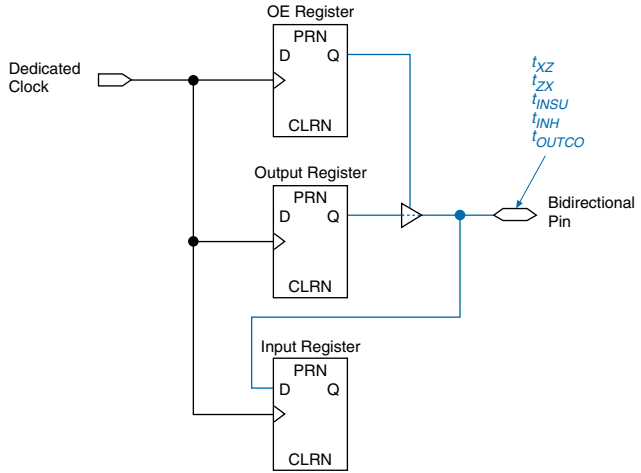 OE Register
PRN
D Q
CLRN
Dedicated
Clock
tXZ
tZX
tINSU
tINH
tOUTCO
Output Register
PRN
D Q
CLRN
Bidirectional
Pin
Input Register
PRN
D Q
CLRN